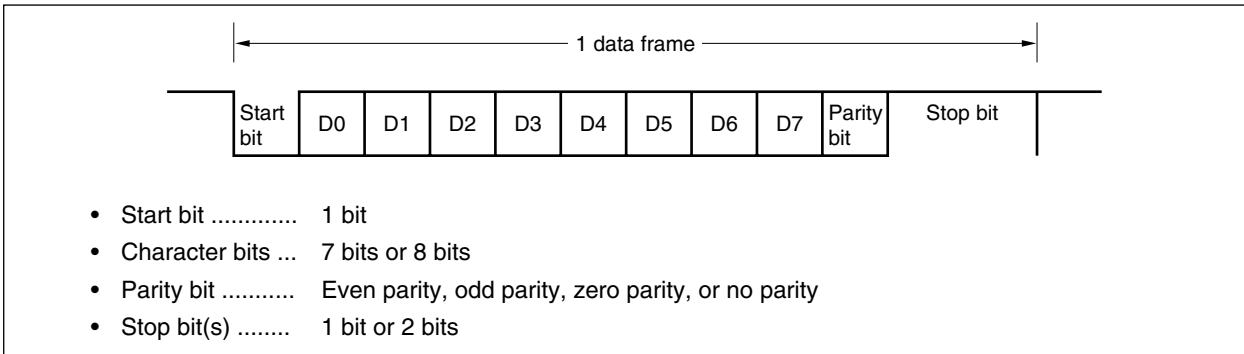 1 data frame
Start bit D0 D1 D2 D3 D4 D5 D6 D7 Parity bit Stop bit
• Start bit ............. 1 bit
• Character bits ... 7 bits or 8 bits
• Parity bit ........... Even parity, odd parity, zero parity, or no parity
• Stop bit(s) ........ 1 bit or 2 bits